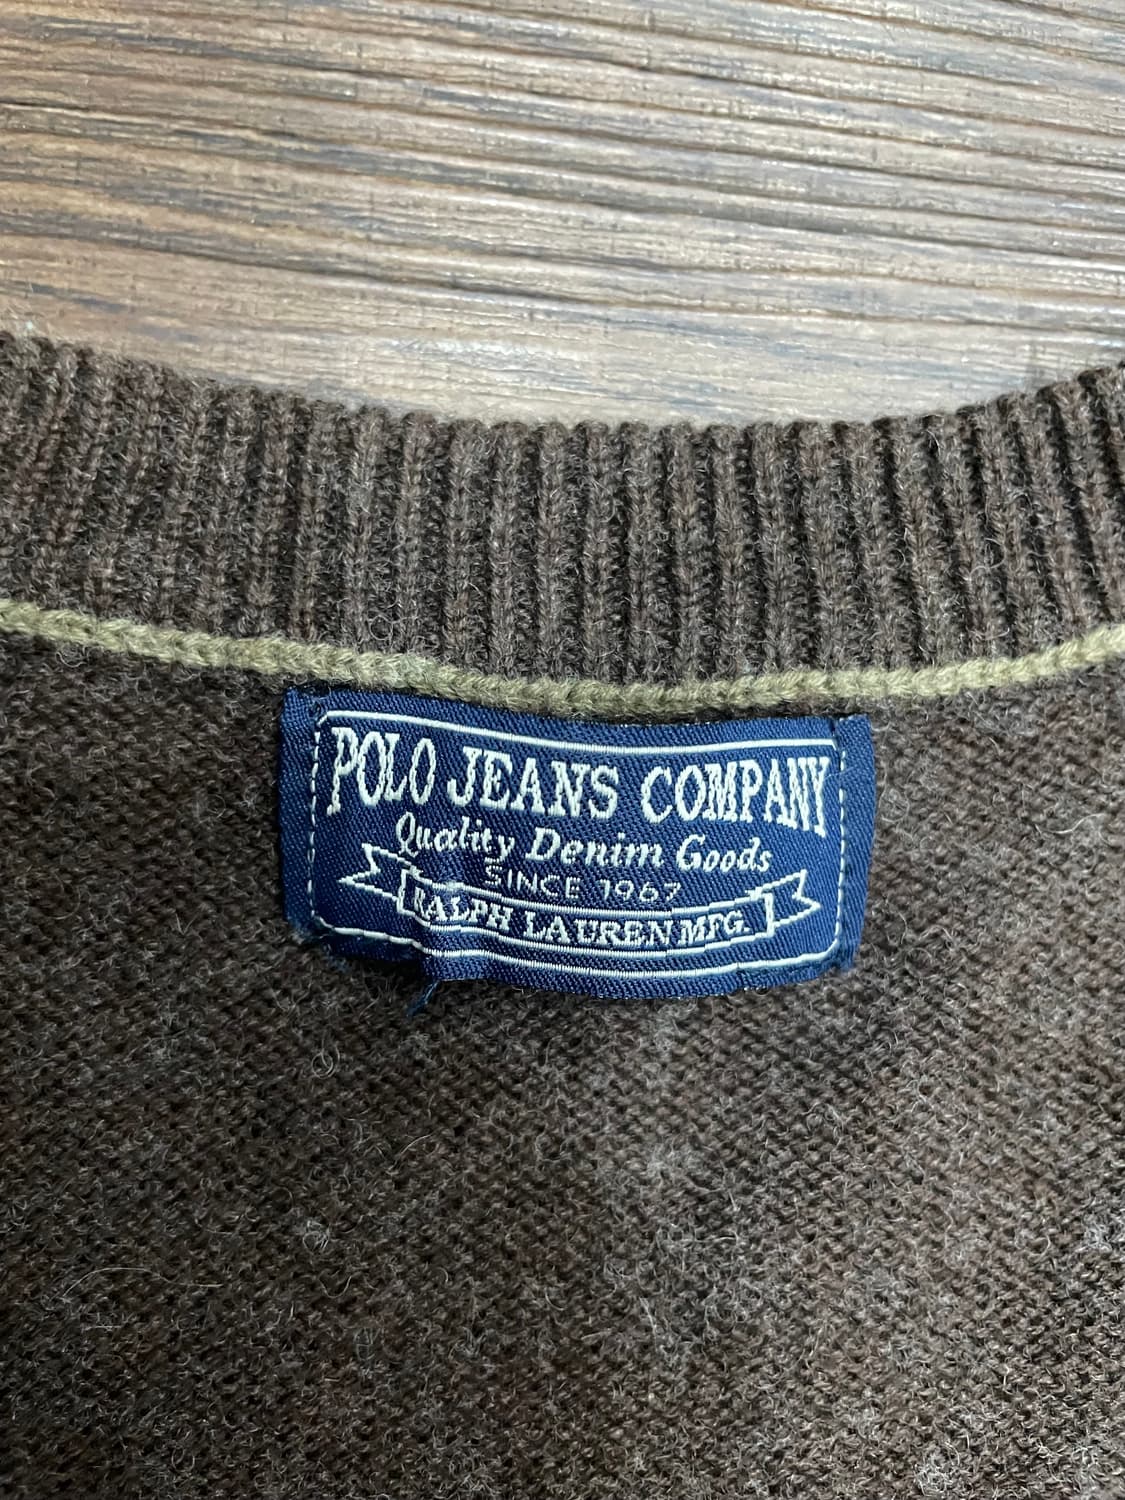 POLO JEANS COMPANY
Quality Denim Goods
SINCE 1967
RALPH LAUREN MFG.